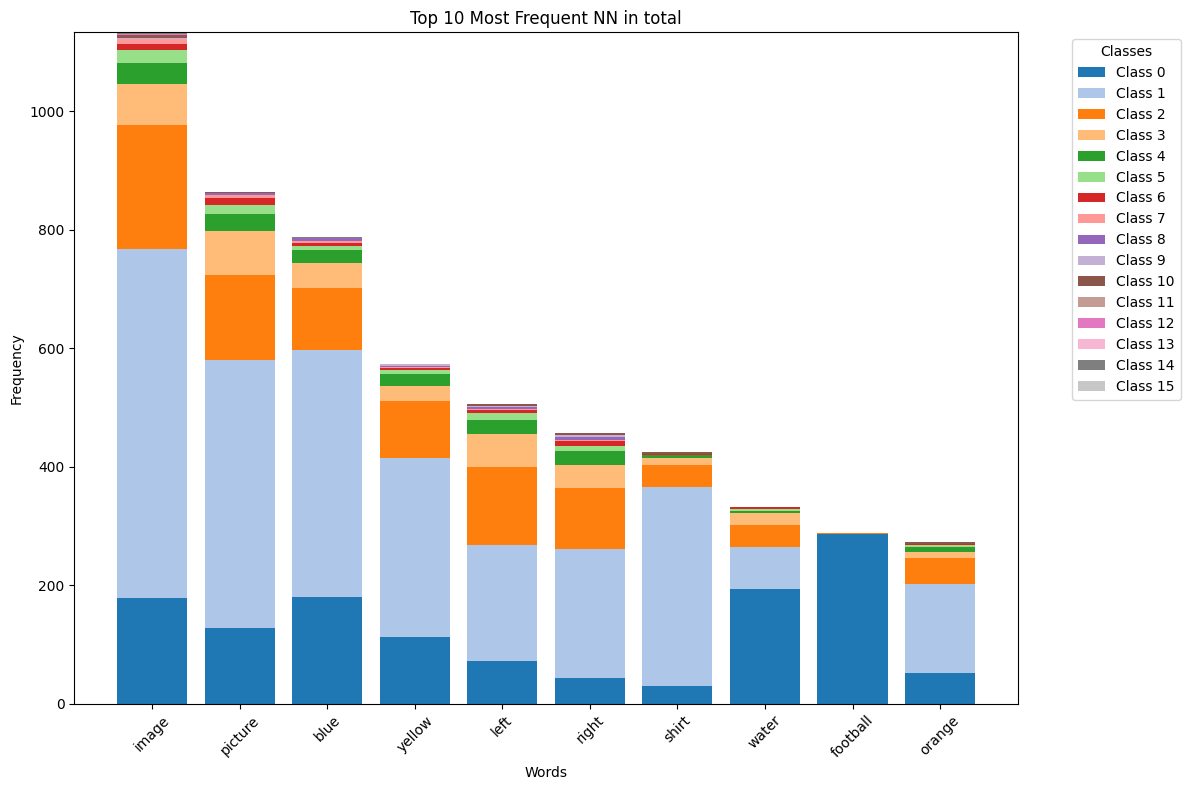 Top 10 Most Frequent NN in total
Frequency
1000
800
600
400
200
0
image
picture
blue
yellow
left
right
shirt
water
football
orange
Words
Classes
Class 0
Class 1
Class 2
Class 3
Class 4
Class 5
Class 6
Class 7
Class 8
Class 9
Class 10
Class 11
Class 12
Class 13
Class 14
Class 15